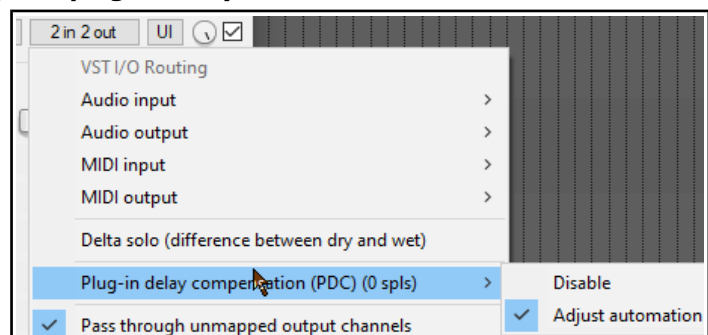 2 in 2 out UI
VST I/O Routing
Audio input
Audio output
MIDI input
MIDI output
Delta solo (difference between dry and wet)
Plug-in delay compensation (PDC) (0 spls)
Disable
Adjust automation
Pass through unmapped output channels